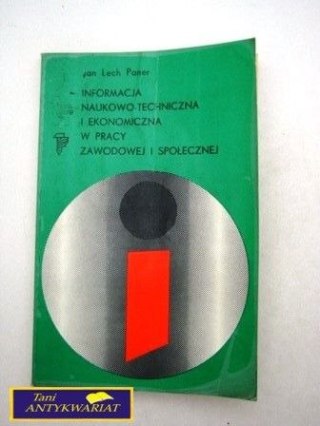 Jan Lech Paner
INFORMACJA
NAUKOWO-TECHNICZNA
I EKONOMICZNA
W PRACY
ZAWODOWEJ I SPOŁECZNEJ
i
Tani
ANTYKWARIAT